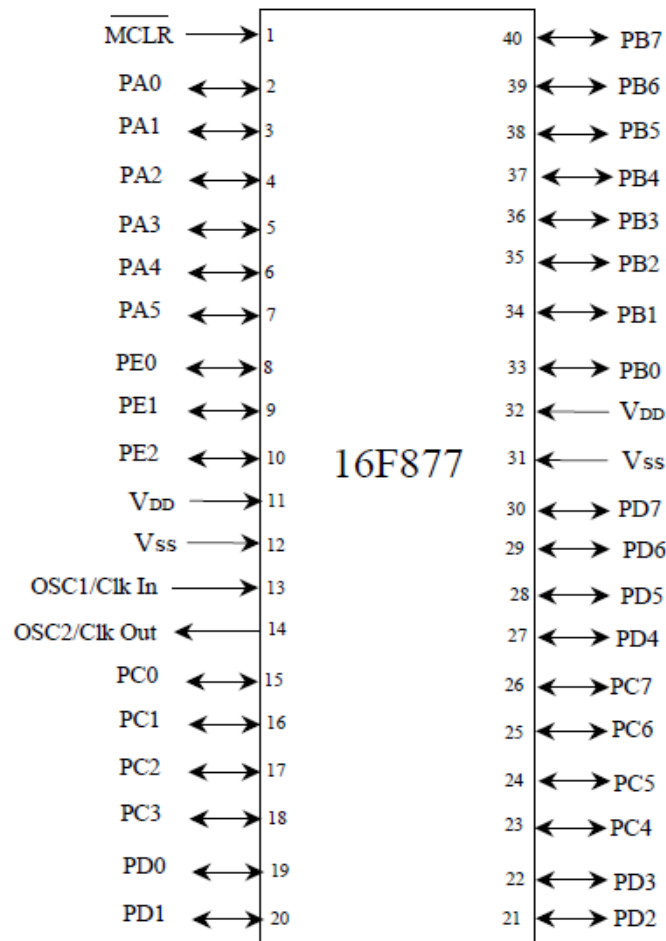 MCLR 1 40 PB7
PA0 2 39 PB6
PA1 3 38 PB5
PA2 4 37 PB4
PA3 5 36 PB3
PA4 6 35 PB2
PA5 7 34 PB1
PE0 8 33 PB0
PE1 9 32 VDD
PE2 10 16F877 31 Vss
VDD 11 30 PD7
Vss 12 29 PD6
OSC1/Clk In 13 28 PD5
OSC2/Clk Out 14 27 PD4
PC0 15 26 PC7
PC1 16 25 PC6
PC2 17 24 PC5
PC3 18 23 PC4
PD0 19 22 PD3
PD1 20 21 PD2